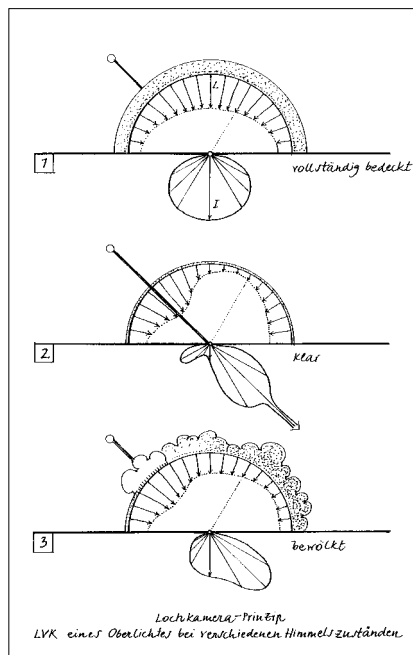 L
1
vollständig bedeckt
I
2
klar
3
bewölkt
Lochkamera-Prinzip
LVK eines Oberlichtes bei verschiedenen Himmelszuständen